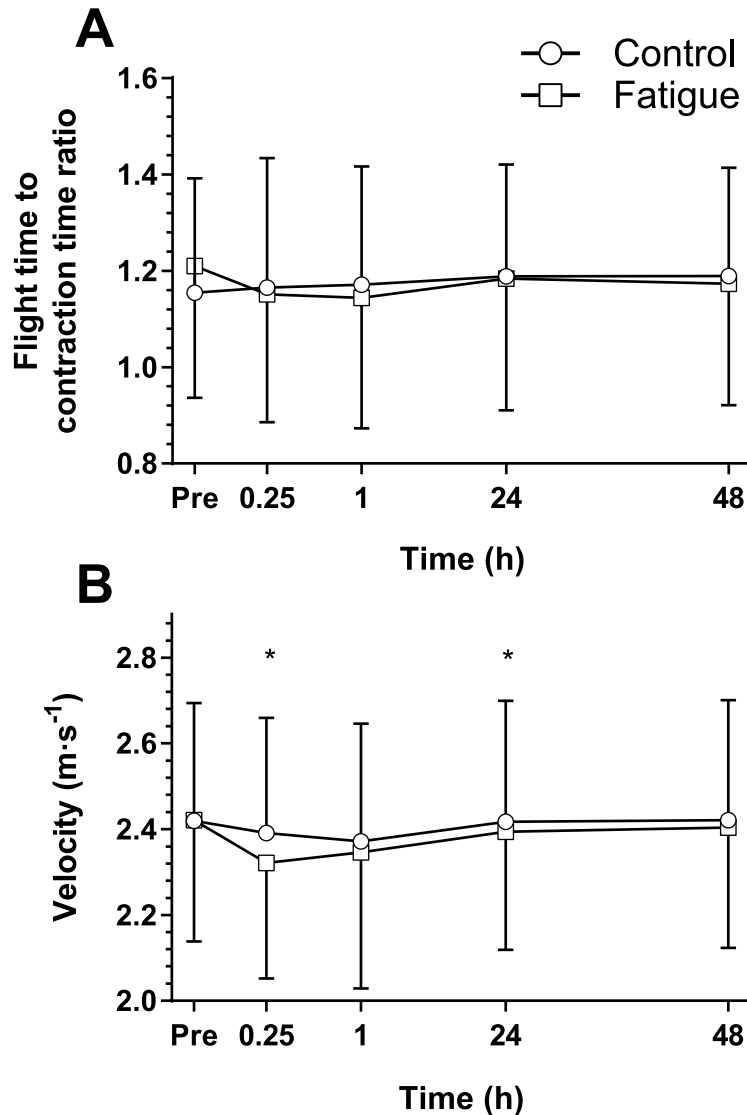 A
Control
Fatigue
Flight time to
contraction time ratio
1.6
1.4
1.2
1.0
0.8
Pre 0.25 1 24 48
Time (h)
B
Velocity (m·s⁻¹)
2.8
2.6
2.4
2.2
2.0
* *
Pre 0.25 1 24 48
Time (h)